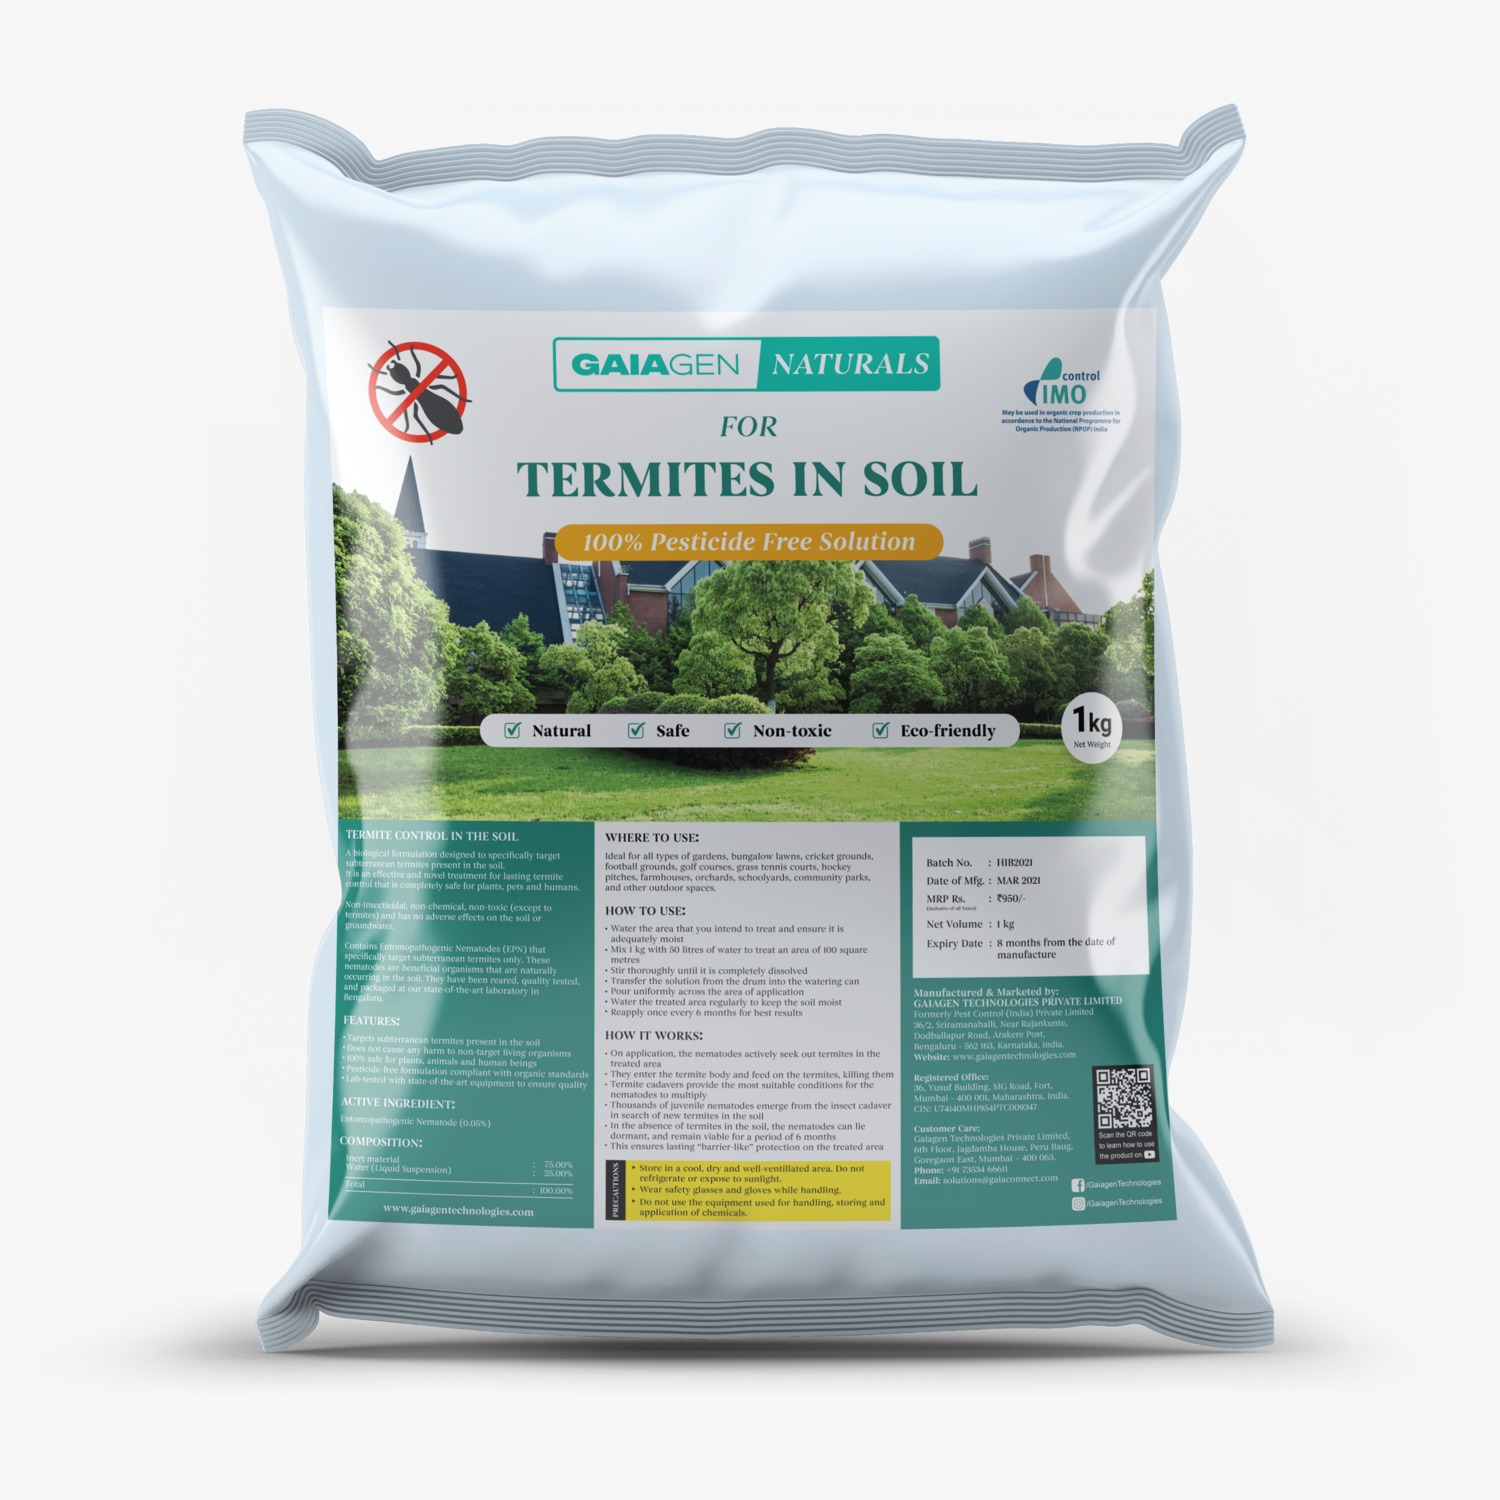 GAIAGEN NATURALS
control
IMO
May be used in organic crop production in
accordance to the National Programme for
Organic Production (NPOP) India
FOR
TERMITES IN SOIL
100% Pesticide Free Solution
Natural Safe Non-toxic Eco-friendly
1kg
Net Weight
TERMITE CONTROL IN THE SOIL
A biological formulation designed to specifically target
subterranean termites present in the soil.
It is an effective and novel treatment for lasting termite
control that is completely safe for plants, pets and humans.
Non-insecticidal, non-chemical, non-toxic (except to
termites) and has no adverse effects on the soil or
groundwater.
Contains Entomopathogenic Nematodes (EPN) that
specifically target subterranean termites only. These
nematodes are beneficial organisms that are naturally
occurring in the soil. They have been reared, quality tested,
and packaged at our state-of-the-art laboratory in
Bengaluru.
FEATURES:
• Targets subterranean termites present in the soil
• Does not cause any harm to non-target living organisms
• 100% safe for plants, animals and human beings
• Pesticide-free formulation compliant with organic standards
• Lab-tested with state-of-the-art equipment to ensure quality
ACTIVE INGREDIENT:
Entomopathogenic Nematode (0.05%)
COMPOSITION:
Inert material : 75.00%
Water (Liquid Suspension) : 25.00%
Total : 100.00%
www.gaiagentechnologies.com
WHERE TO USE:
Ideal for all types of gardens, bungalow lawns, cricket grounds,
football grounds, golf courses, grass tennis courts, hockey
pitches, farmhouses, orchards, schoolyards, community parks,
and other outdoor spaces.
HOW TO USE:
• Water the area that you intend to treat and ensure it is
adequately moist
• Mix 1 kg with 50 litres of water to treat an area of 100 square
metres
• Stir thoroughly until it is completely dissolved
• Transfer the solution from the drum into the watering can
• Pour uniformly across the area of application
• Water the treated area regularly to keep the soil moist
• Reapply once every 6 months for best results
HOW IT WORKS:
• On application, the nematodes actively seek out termites in the
treated area
• They enter the termite body and feed on the termites, killing them
• Termite cadavers provide the most suitable conditions for the
nematodes to multiply
• Thousands of juvenile nematodes emerge from the insect cadaver
in search of new termites in the soil
• In the absence of termites in the soil, the nematodes can lie
dormant, and remain viable for a period of 6 months
• This ensures lasting "barrier-like" protection on the treated area
PRECAUTIONS
• Store in a cool, dry and well-ventillated area. Do not
refrigerate or expose to sunlight.
• Wear safety glasses and gloves while handling.
• Do not use the equipment used for handling, storing and
application of chemicals.
Batch No. : HIB2021
Date of Mfg. : MAR 2021
MRP Rs. : ₹950/-
(Inclusive of all Taxes)
Net Volume : 1 kg
Expiry Date : 8 months from the date of
manufacture
Manufactured & Marketed by:
GAIAGEN TECHNOLOGIES PRIVATE LIMITED
Formerly Pest Control (India) Private Limited
36/2, Sriramanahalli, Near Rajankunte,
Dodballapur Road, Arakere Post,
Bengaluru - 562 163, Karnataka, India.
Website: www.gaiagentechnologies.com
Registered Office:
36, Yusuf Building, MG Road, Fort,
Mumbai - 400 001, Maharashtra, India.
CIN: U74140MH1954PTC009347
Customer Care:
Gaiagen Technologies Private Limited,
6th Floor, Jagdamba House, Peru Baug,
Goregaon East, Mumbai - 400 063.
Phone: +91 73534 66611
Email: solutions@gaiaconnect.com
Scan the QR code
to learn how to use
the product on
/GaiagenTechnologies
/GaiagenTechnologies